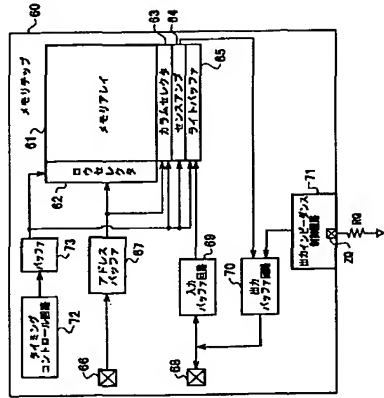 60
メモリチップ
61
メモリアレイ
63
カラムセレクタ
64
センスアンプ
65
ライトバッファ
62
ロウセレクタ
73
バッファ
72
タイミング
コントロール回路
67
アドレス
バッファ
66
69
入力
バッファ回路
68
70
出力
バッファ回路
71
出力インピーダンス
制御回路
ZQ
RQ